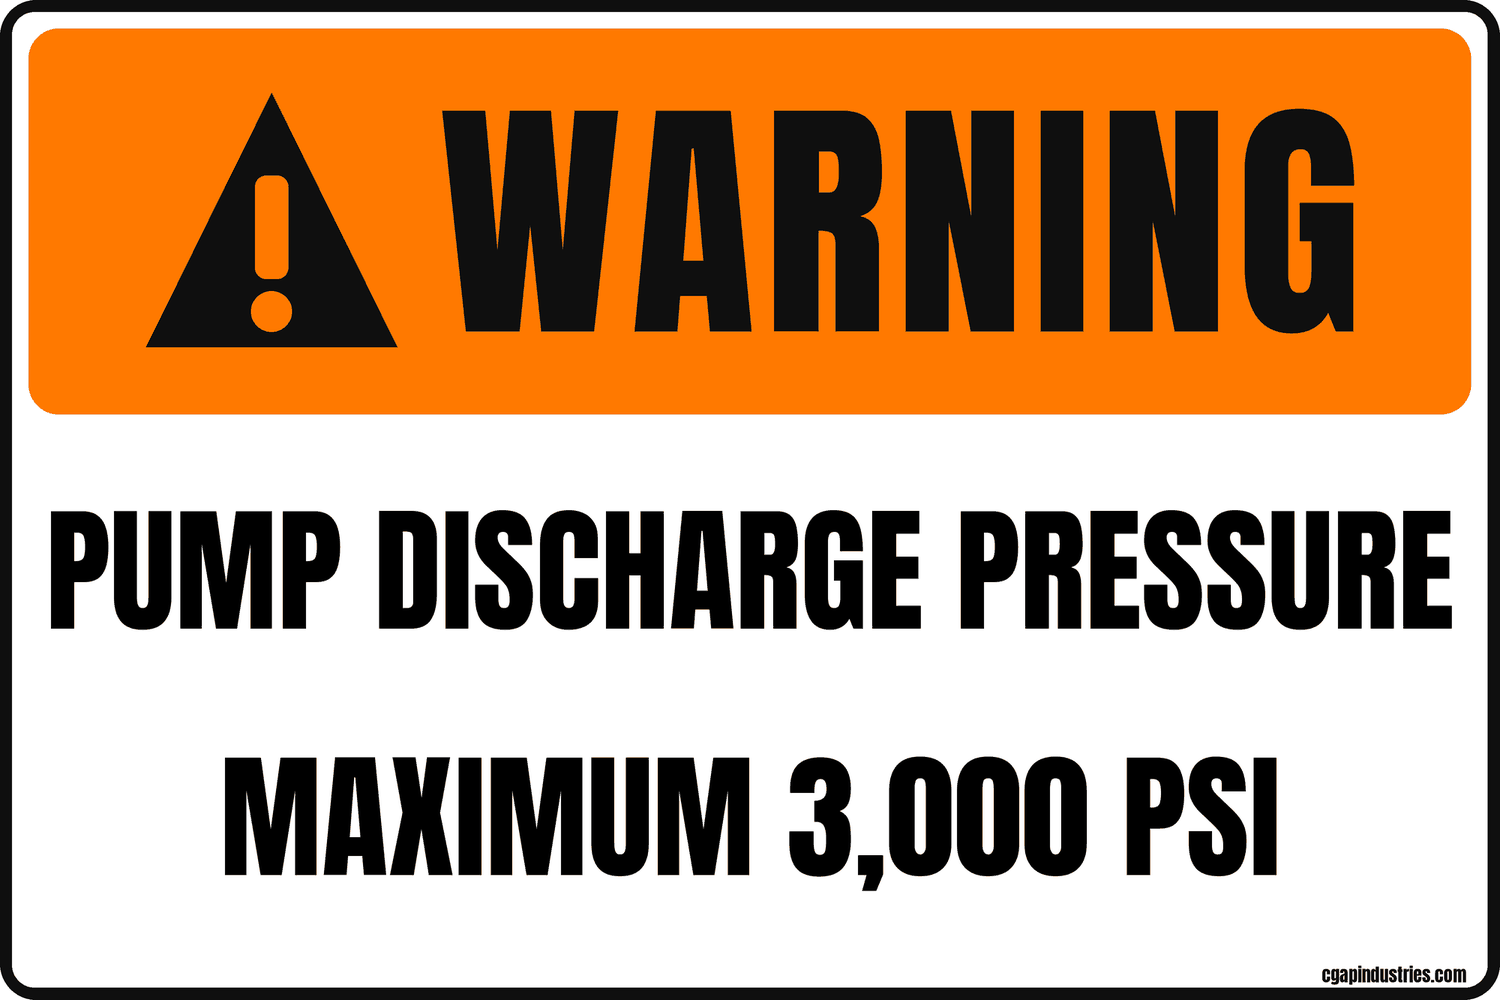 WARNING
PUMP DISCHARGE PRESSURE
MAXIMUM 3,000 PSI
cgapindustries.com